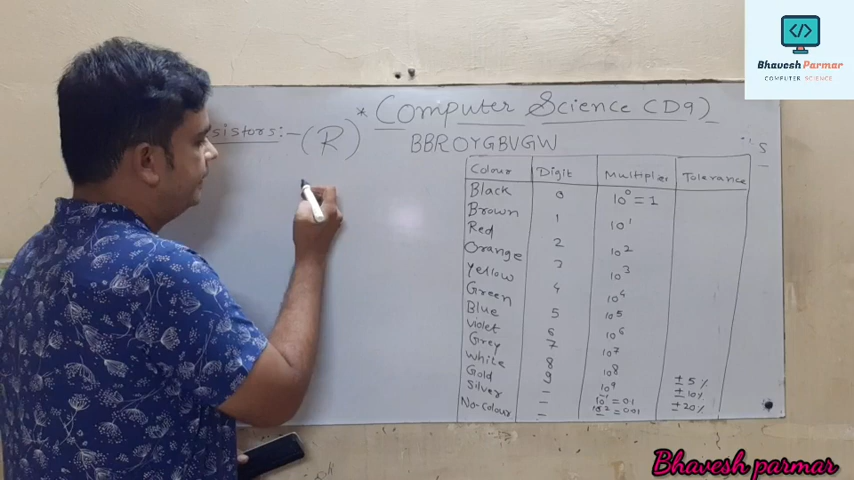 Bhavesh Parmar
COMPUTER SCIENCE
* Computer Science (D9)
sistors:- (R)
BBROYGBVGW
's
Colour Digit Multiplier Tolerance
Black 0 10⁰ = 1
Brown 1 10¹
Red 2 10²
Orange 3 10³
Yellow 4 10⁴
Green 5 10⁵
Blue 6 10⁶
Violet 7 10⁷
Grey 8 10⁸
White 9 10⁹
Gold – 10⁻¹ = 0.1 ± 5%
Silver – 10⁻² = 0.01 ± 10%
No-colour – ± 20%
Bhavesh parmar